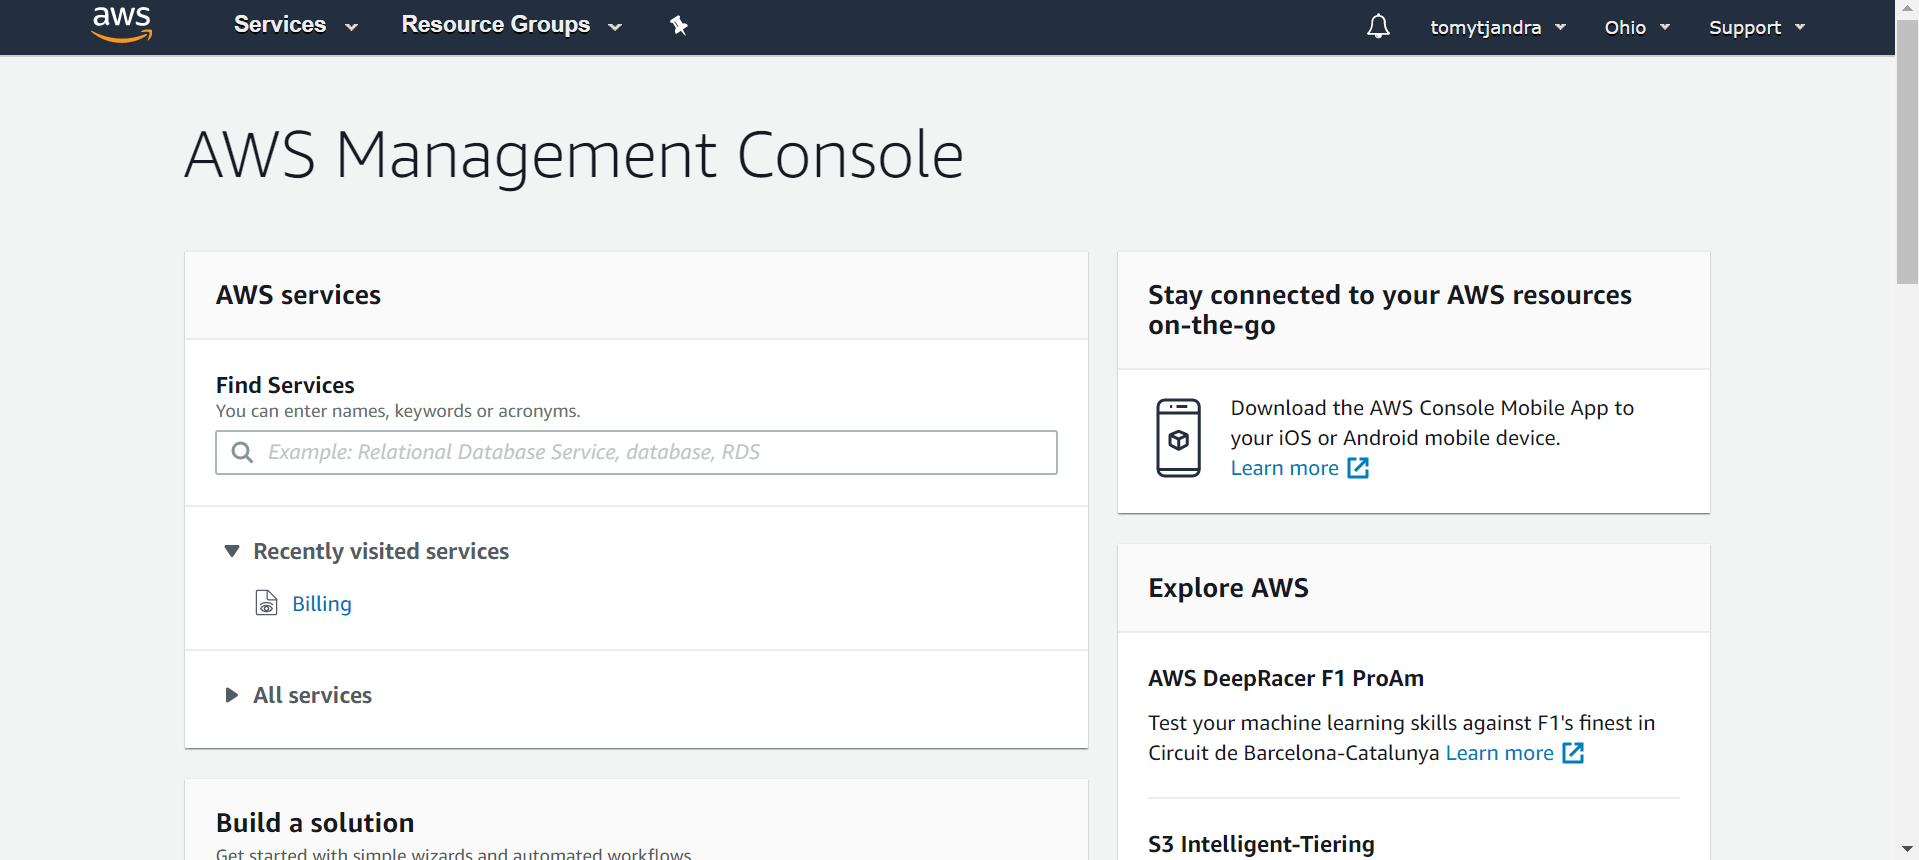 aws
Services
Resource Groups
tomytjandra
Ohio
Support
AWS Management Console
AWS services
Find Services
You can enter names, keywords or acronyms.
Example: Relational Database Service, database, RDS
Recently visited services
Billing
All services
Build a solution
Get started with simple wizards and automated workflows.
Stay connected to your AWS resources
on-the-go
Download the AWS Console Mobile App to
your iOS or Android mobile device.
Learn more
Explore AWS
AWS DeepRacer F1 ProAm
Test your machine learning skills against F1's finest in
Circuit de Barcelona-Catalunya Learn more
S3 Intelligent-Tiering